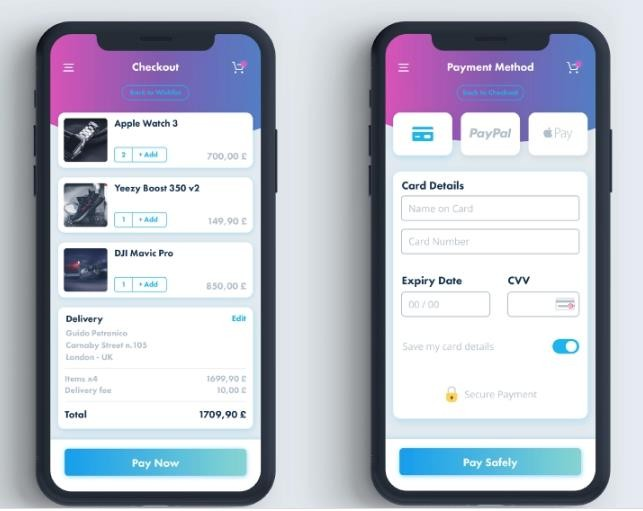 Checkout
Back to Wishlist
Apple Watch 3
2 + Add 700,00 £
Yeezy Boost 350 v2
1 + Add 149,90 £
DJI Mavic Pro
1 + Add 850,00 £
Delivery Edit
Guido Petronico
Carnaby Street n.105
London - UK
Items x4 1699,90 £
Delivery fee 10,00 £
Total 1709,90 £
Pay Now
Payment Method
Back to Checkout
PayPal Pay
Card Details
Name on Card
Card Number
Expiry Date CVV
00 / 00
Save my card details
Secure Payment
Pay Safely